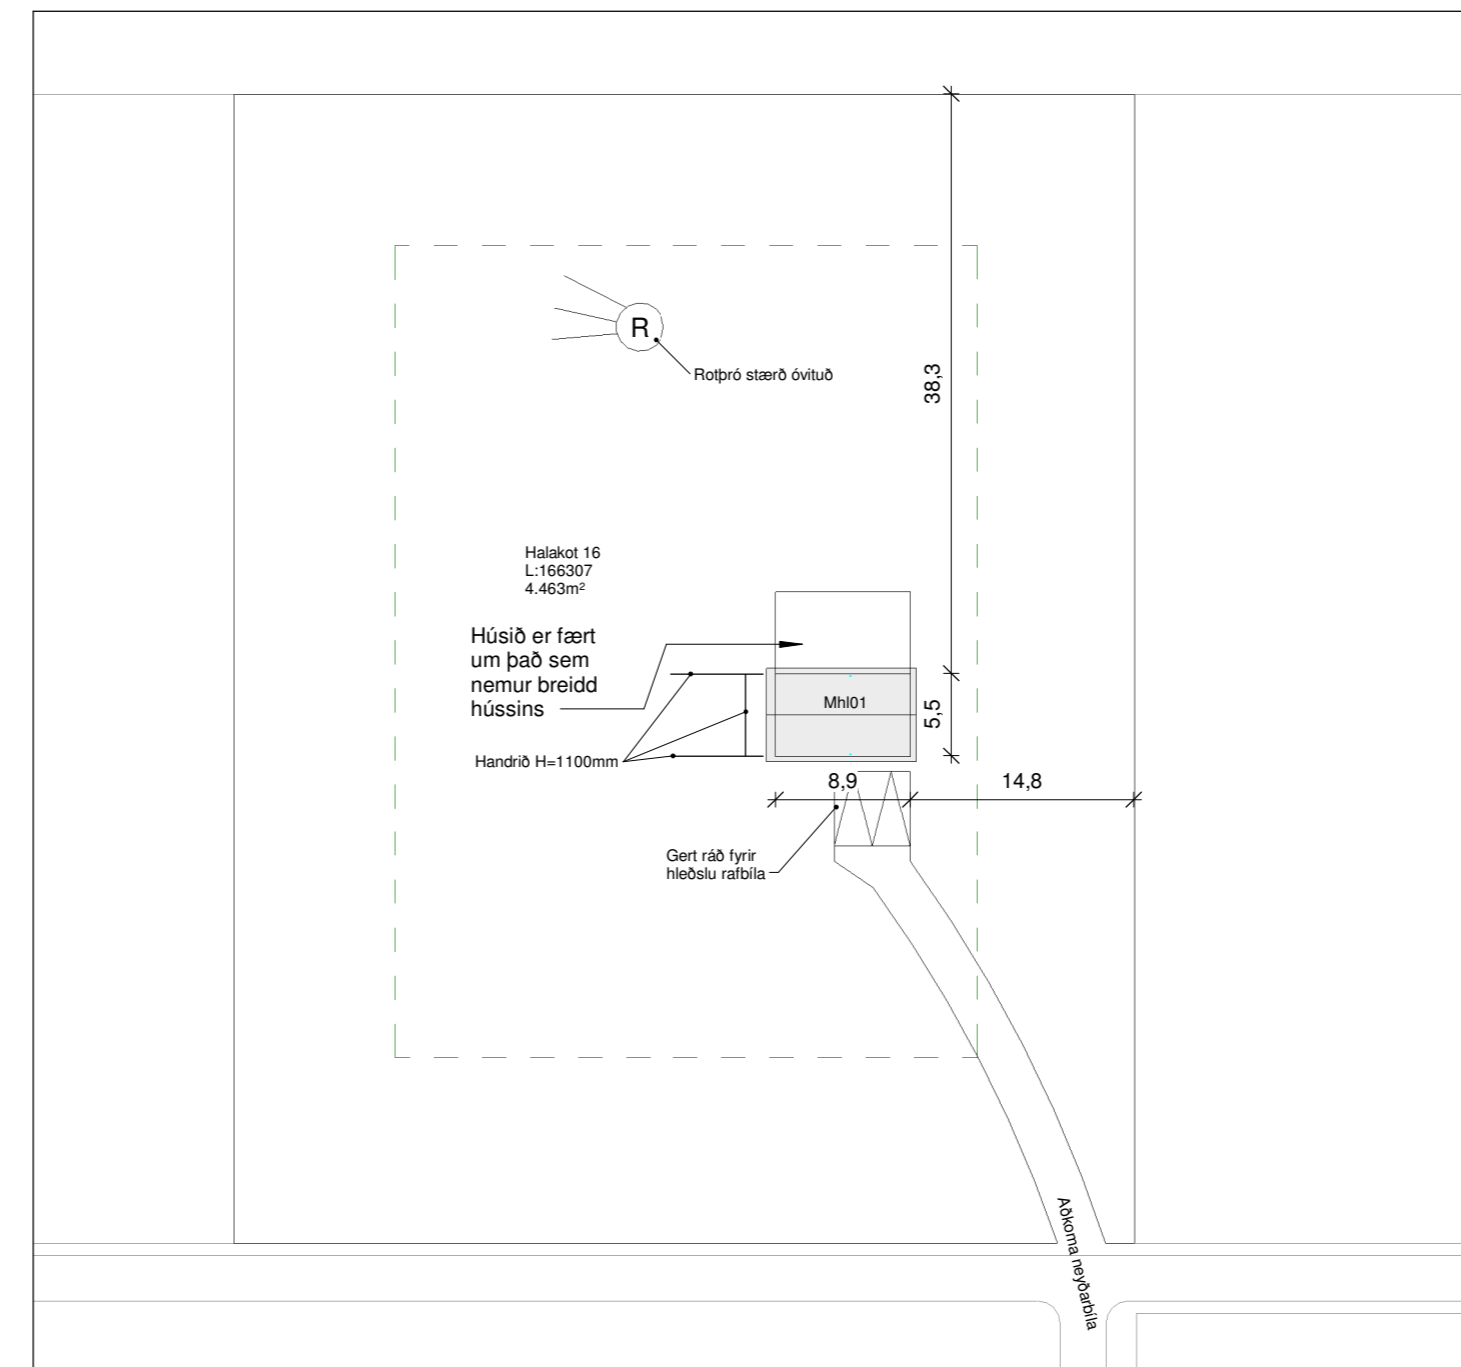 38,3
R
Rotþró stærð óvituð
Halakot 16
L:166307
4.463m²
Húsið er fært
um það sem
nemur breidd
hússins
Mhl01
5,5
Handrið H=1100mm
8,9
14,8
Gert ráð fyrir
hleðslu rafbíla
Aðkoma neyðarbíla